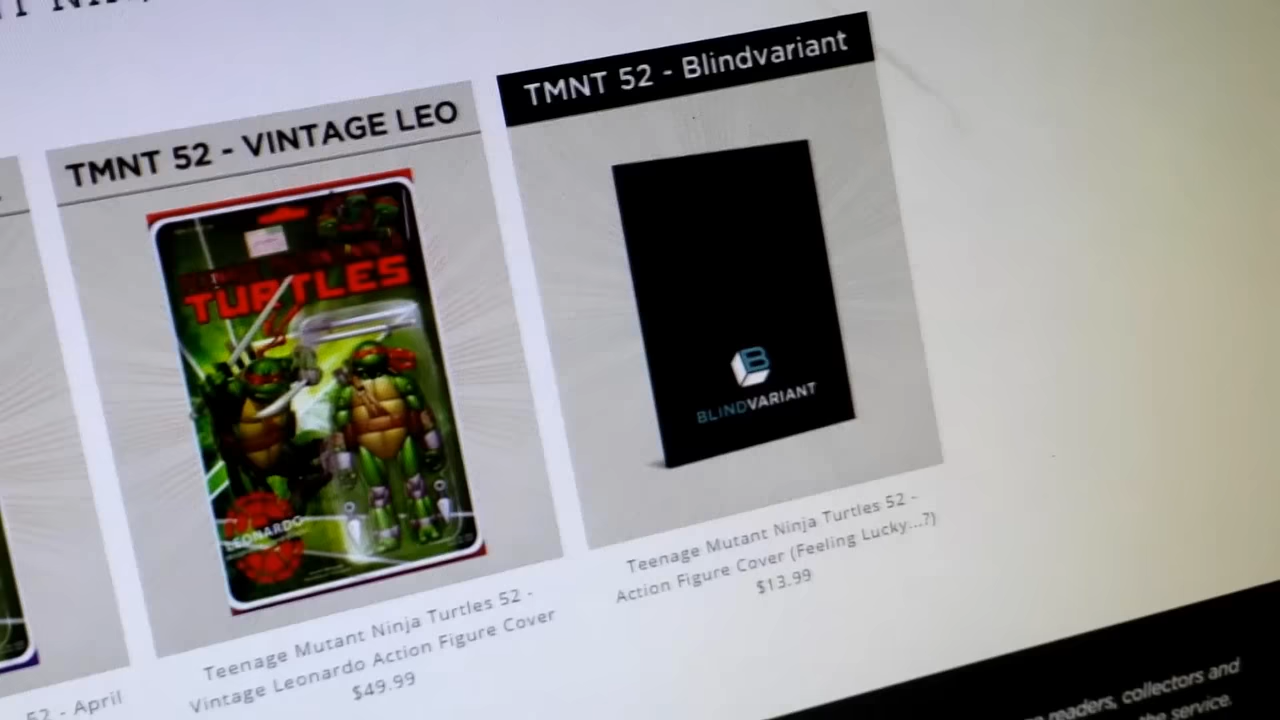 TMNT 52 - VINTAGE LEO
TURTLES
LEONARDO
Teenage Mutant Ninja Turtles 52 -
Vintage Leonardo Action Figure Cover
$49.99
TMNT 52 - Blindvariant
B
BLINDVARIANT
Teenage Mutant Ninja Turtles 52 -
Action Figure Cover (Feeling Lucky...?)
$13.99
52 - April
readers, collectors and
the service.